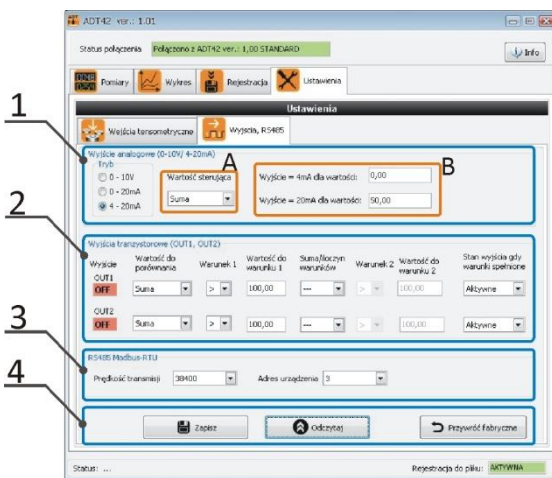 ADT42 ver.: 1.01
Status połączenia Połączono z ADT42 ver.: 1,00 STANDARD Info
Pomiary Wykres Rejestracja Ustawienia
Ustawienia
1
Wejścia tensometryczne Wyjścia, RS485
Wyjście analogowe (0-10V/ 4-20mA)
Tryb A B
0 - 10V Wartość sterująca Wyjście = 4mA dla wartości: 0,00
0 - 20mA
4 - 20mA Suma Wyjście = 20mA dla wartości: 50,00
2
Wyjścia tranzystorowe (OUT1, OUT2)
Wyjście Wartość do porównania Warunek 1 Wartość do warunku 1 Suma/iloczyn warunków Warunek 2 Wartość do warunku 2 Stan wyjścia gdy warunki spełnione
OUT1
OFF Suma > 100,00 --- > 100,00 Aktywne
OUT2
OFF Suma > 100,00 --- > 100,00 Aktywne
3
RS485 Modbus-RTU
Prędkość transmisji 38400 Adres urządzenia 3
4
Zapisz Odczytaj Przywróć fabryczne
Status: ... Rejestracja do pliku: AKTYWNA